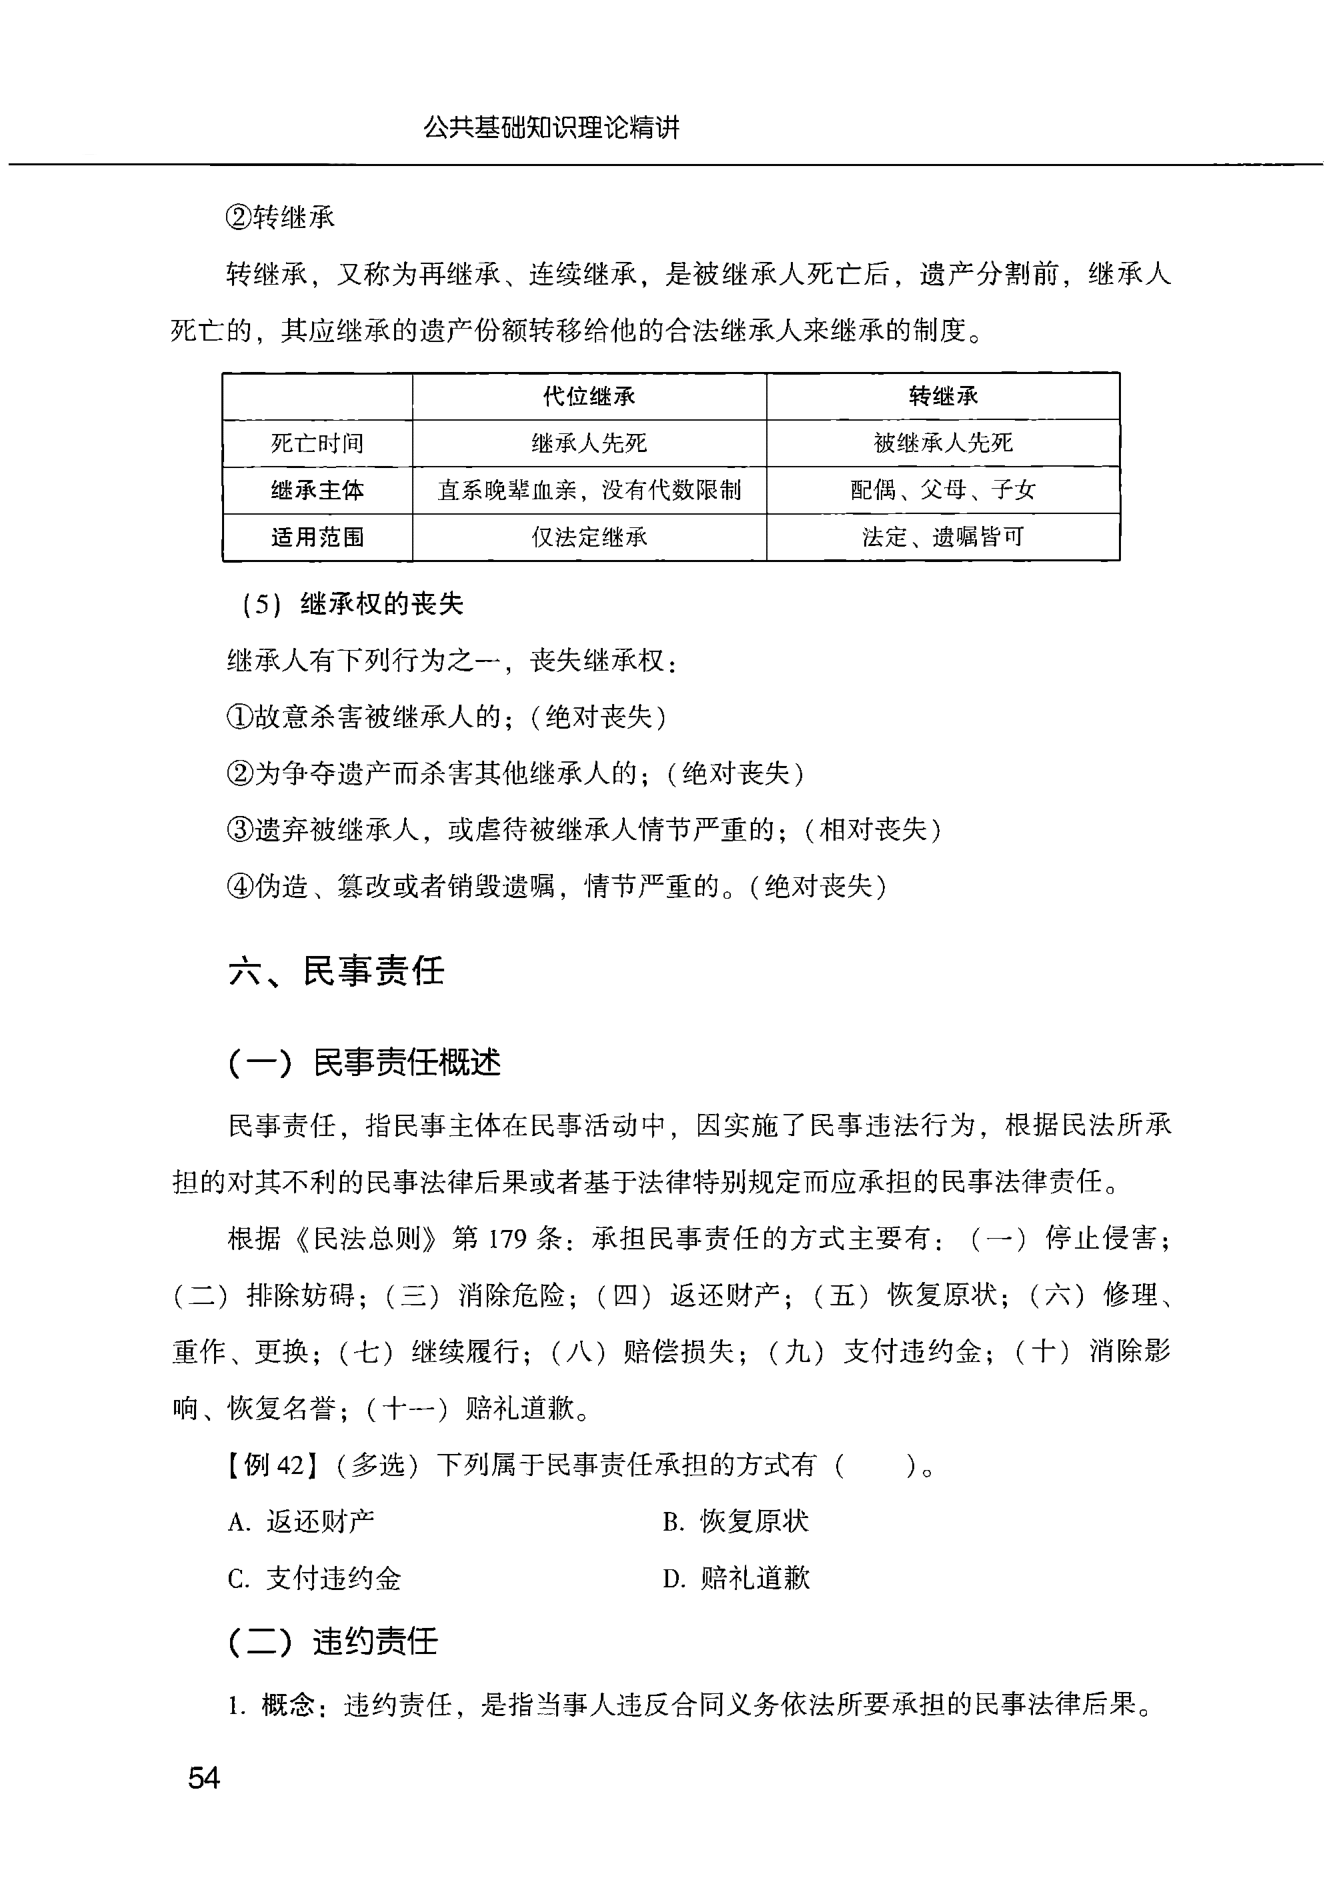 公共基础知识理论精讲
②转继承
转继承，又称为再继承、连续继承，是被继承人死亡后，遗产分割前，继承人
死亡的，其应继承的遗产份额转移给他的合法继承人来继承的制度。
代位继承 转继承
死亡时间 继承人先死 被继承人先死
继承主体 直系晚辈血亲，没有代数限制 配偶、父母、子女
适用范围 仅法定继承 法定、遗嘱皆可
(5) 继承权的丧失
继承人有下列行为之一，丧失继承权：
①故意杀害被继承人的；(绝对丧失)
②为争夺遗产而杀害其他继承人的；(绝对丧失)
③遗弃被继承人，或虐待被继承人情节严重的；(相对丧失)
④伪造、篡改或者销毁遗嘱，情节严重的。(绝对丧失)
六、民事责任
(一) 民事责任概述
民事责任，指民事主体在民事活动中，因实施了民事违法行为，根据民法所承
担的对其不利的民事法律后果或者基于法律特别规定而应承担的民事法律责任。
根据《民法总则》第 179 条：承担民事责任的方式主要有：(一) 停止侵害；
(二) 排除妨碍；(三) 消除危险；(四) 返还财产；(五) 恢复原状；(六) 修理、
重作、更换；(七) 继续履行；(八) 赔偿损失；(九) 支付违约金；(十) 消除影
响、恢复名誉；(十一) 赔礼道歉。
【例 42】(多选) 下列属于民事责任承担的方式有 (　　)。
A. 返还财产 B. 恢复原状
C. 支付违约金 D. 赔礼道歉
(二) 违约责任
1. 概念：违约责任，是指当事人违反合同义务依法所要承担的民事法律后果。
54